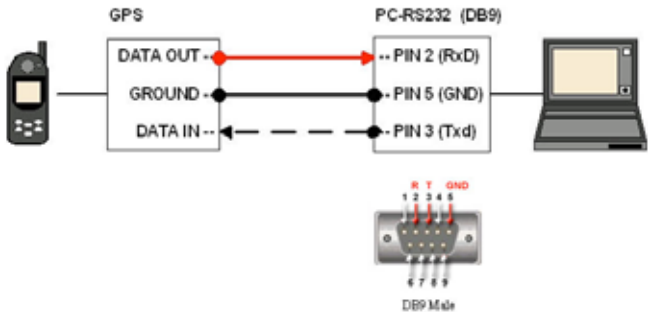 GPS
PC-RS232 (DB9)
DATA OUT --
-- PIN 2 (RxD)
GROUND --
-- PIN 5 (GND)
DATA IN --
-- PIN 3 (Txd)
R T GND
1 2 3 4 5
6 7 8 9
DB9 Male